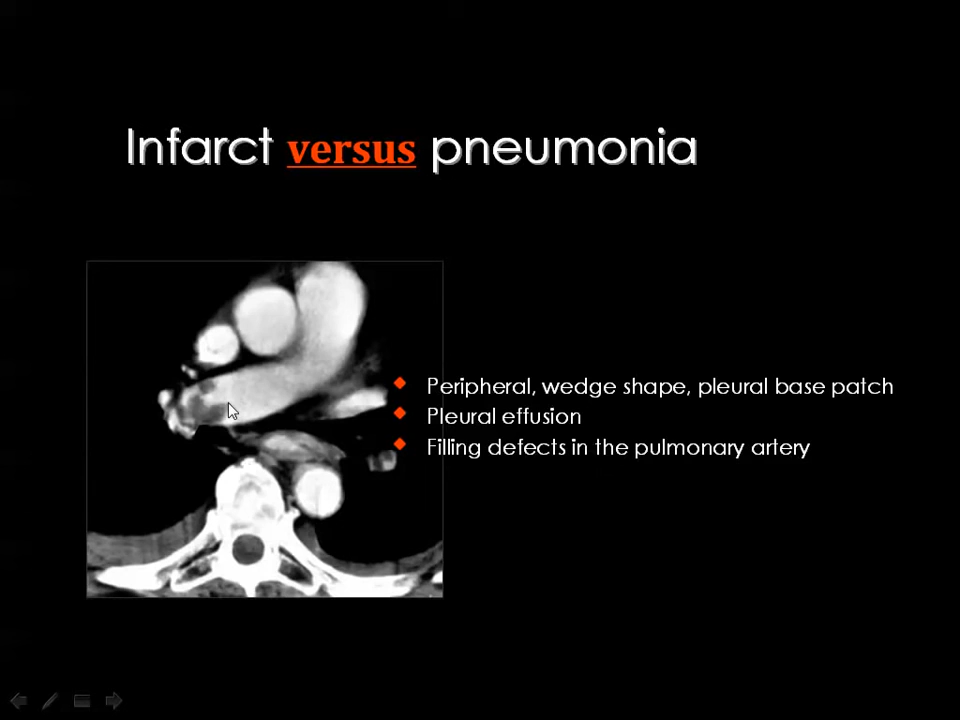 Infarct versus pneumonia
Peripheral, wedge shape, pleural base patch
Pleural effusion
Filling defects in the pulmonary artery